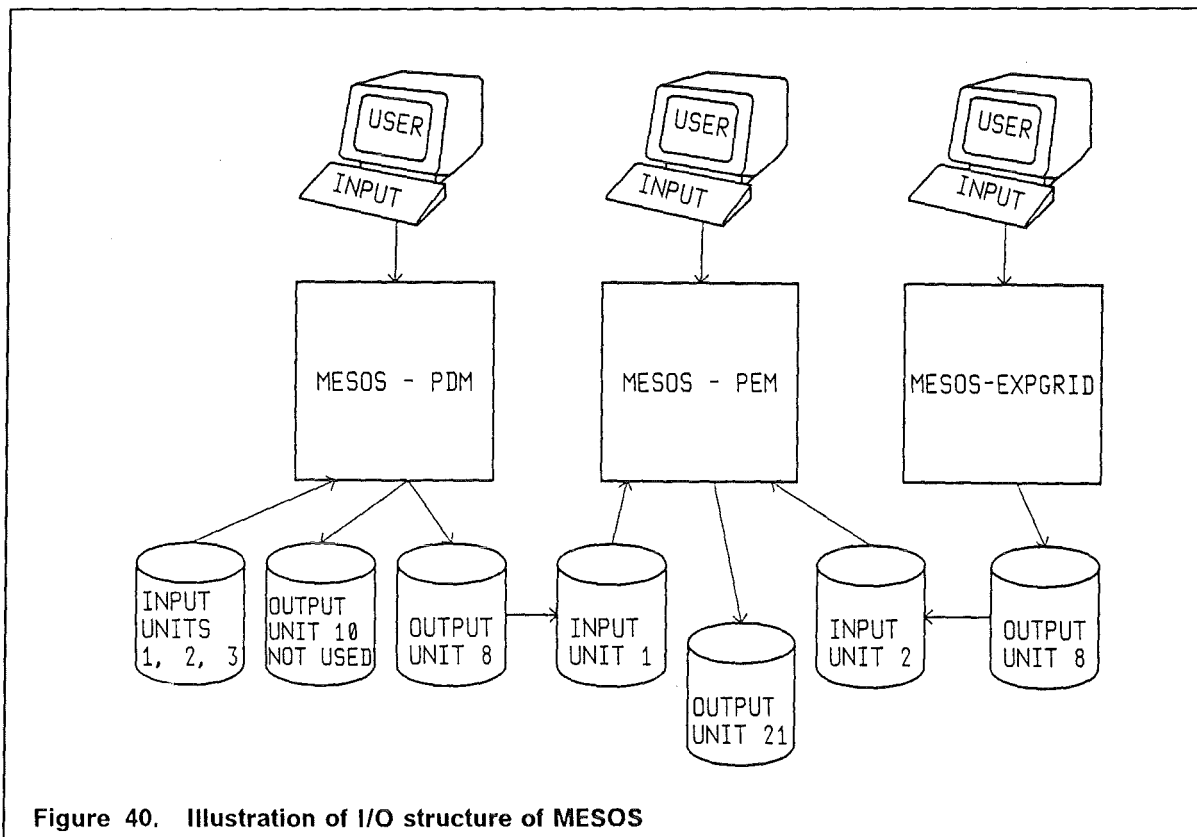 USER
INPUT
USER
INPUT
USER
INPUT
MESOS - PDM
MESOS - PEM
MESOS-EXPGRID
INPUT
UNITS
1, 2, 3
OUTPUT
UNIT 10
NOT USED
OUTPUT
UNIT 8
INPUT
UNIT 1
OUTPUT
UNIT 21
INPUT
UNIT 2
OUTPUT
UNIT 8
Figure 40. Illustration of I/O structure of MESOS